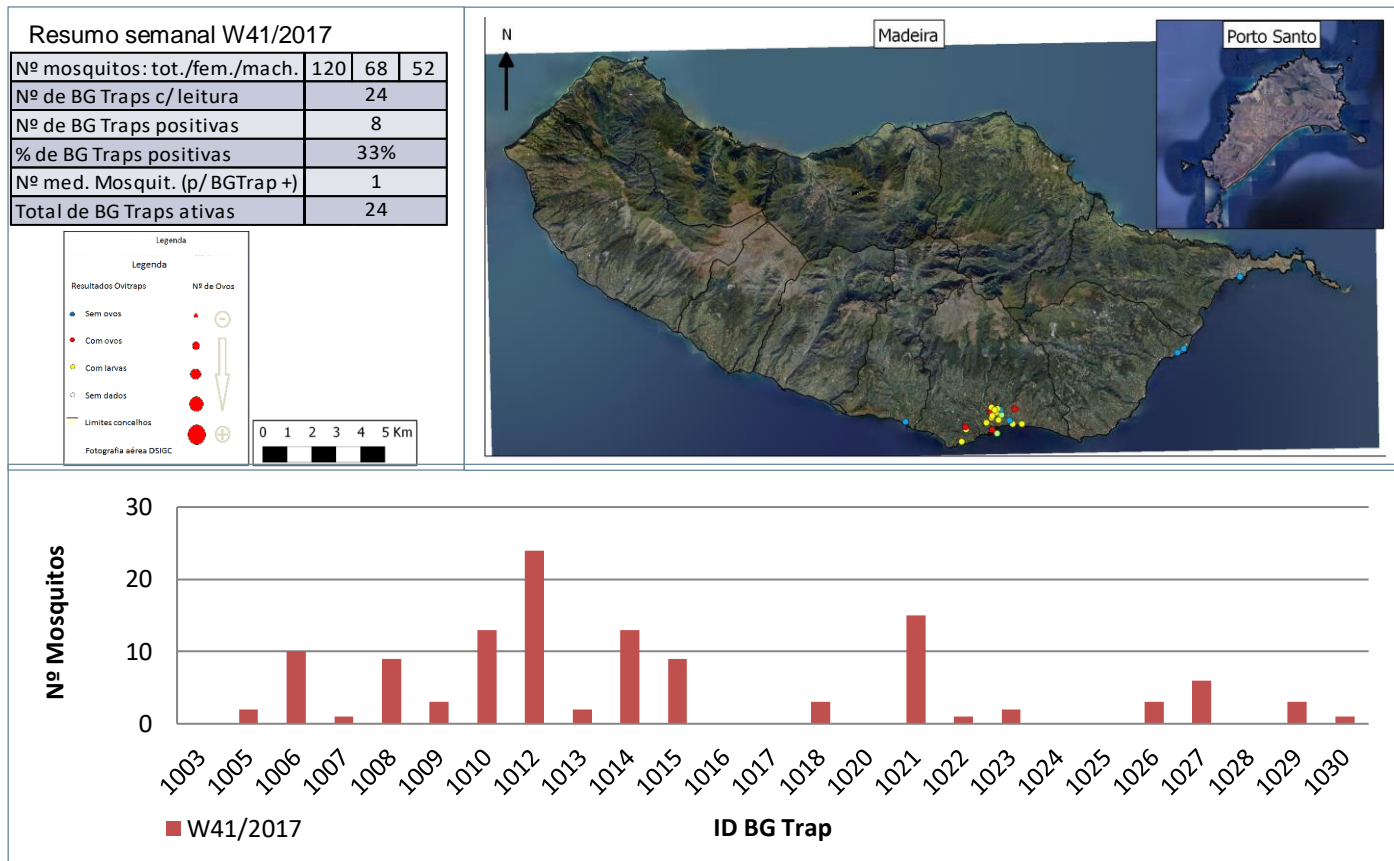 Resumo semanal W41/2017
Nº mosquitos: tot./fem./mach. 120 68 52
Nº de BG Traps c/ leitura 24
Nº de BG Traps positivas 8
% de BG Traps positivas 33%
Nº med. Mosquit. (p/ BGTrap +) 1
Total de BG Traps ativas 24
Legenda
Legenda
Resultados Ovitraps Nº de Ovos
Sem ovos
Com ovos
Com larvas
Sem dados
Limites concelhos
Fotografia aérea DSIGC
0 1 2 3 4 5 Km
N
Madeira
Porto Santo
Nº Mosquitos
30
20
10
0
1003 1005 1006 1007 1008 1009 1010 1012 1013 1014 1015 1016 1017 1018 1020 1021 1022 1023 1024 1025 1026 1027 1028 1029 1030
W41/2017
ID BG Trap